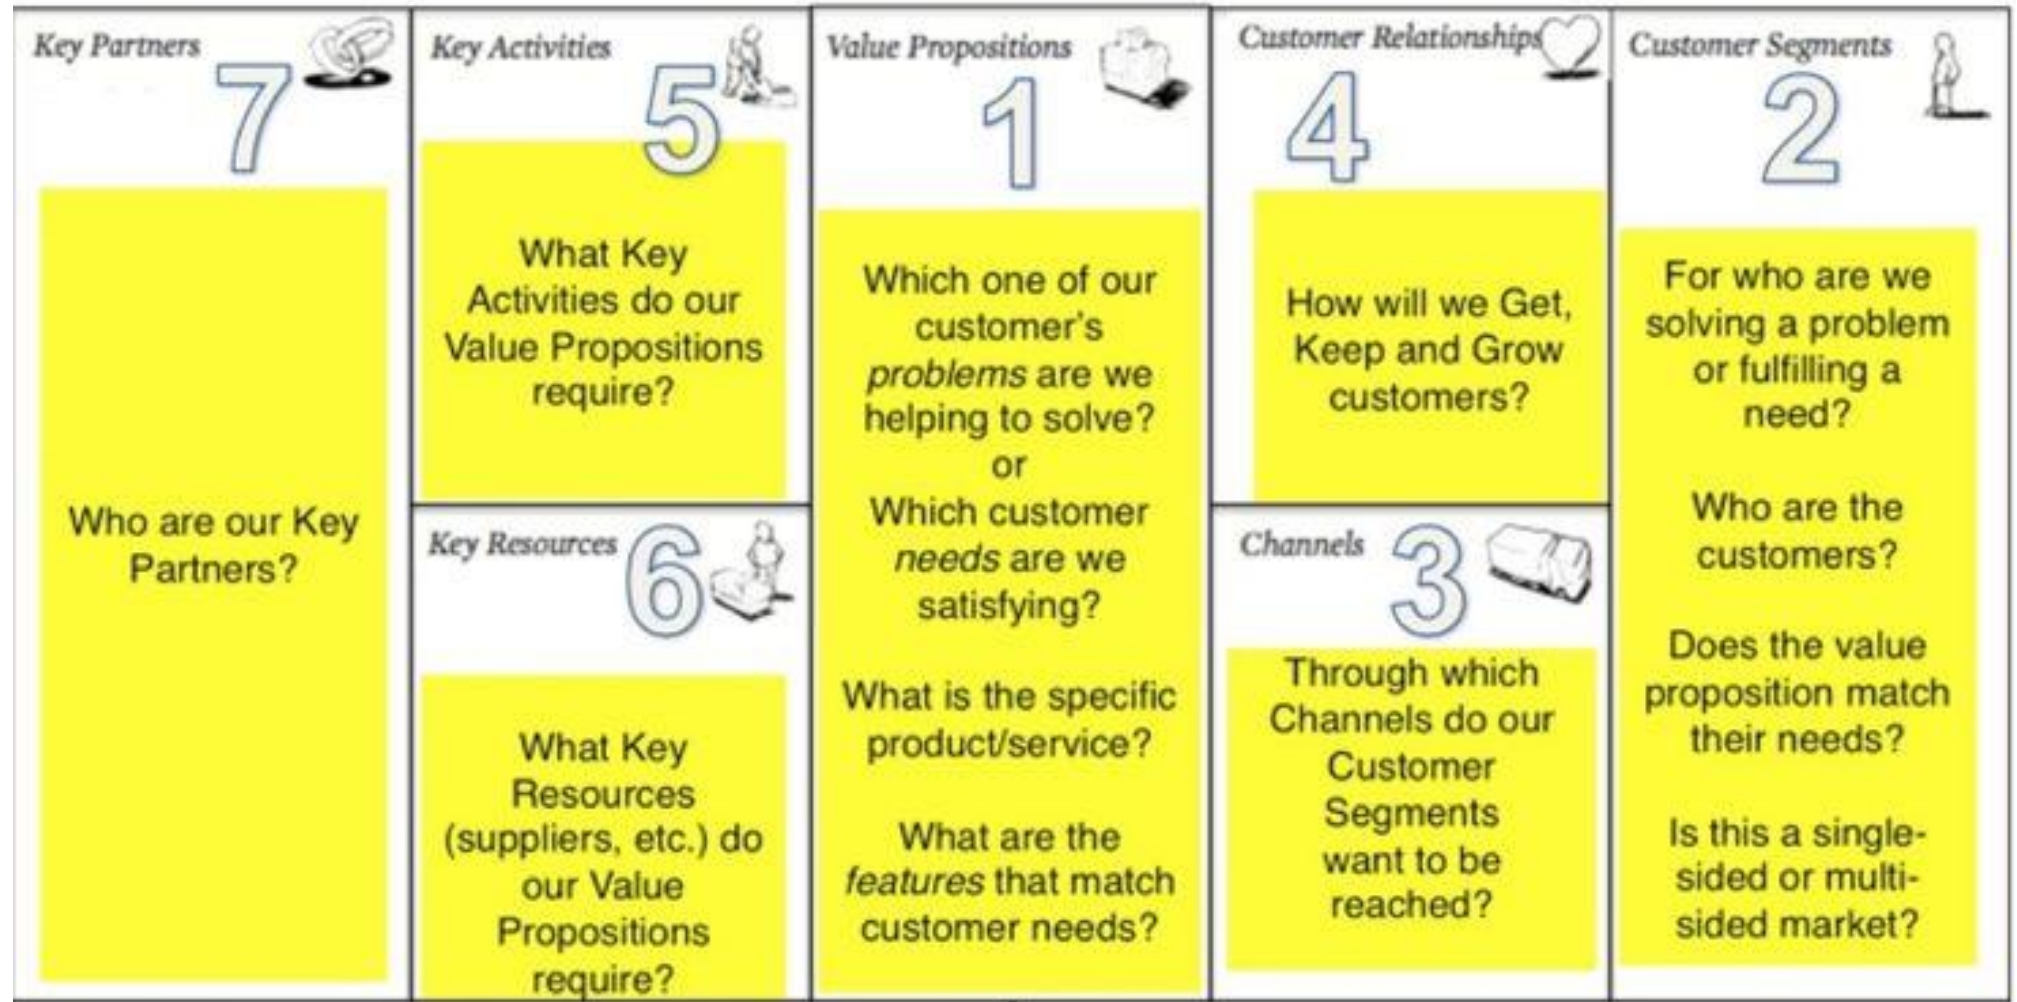 Key Partners
7
Who are our Key
Partners?
Key Activities
5
What Key
Activities do our
Value Propositions
require?
Key Resources
6
What Key
Resources
(suppliers, etc.) do
our Value
Propositions
require?
Value Propositions
1
Which one of our
customer's
problems are we
helping to solve?
or
Which customer
needs are we
satisfying?
What is the specific
product/service?
What are the
features that match
customer needs?
Customer Relationships
4
How will we Get,
Keep and Grow
customers?
Channels
3
Through which
Channels do our
Customer
Segments
want to be
reached?
Customer Segments
2
For who are we
solving a problem
or fulfilling a
need?
Who are the
customers?
Does the value
proposition match
their needs?
Is this a single-
sided or multi-
sided market?